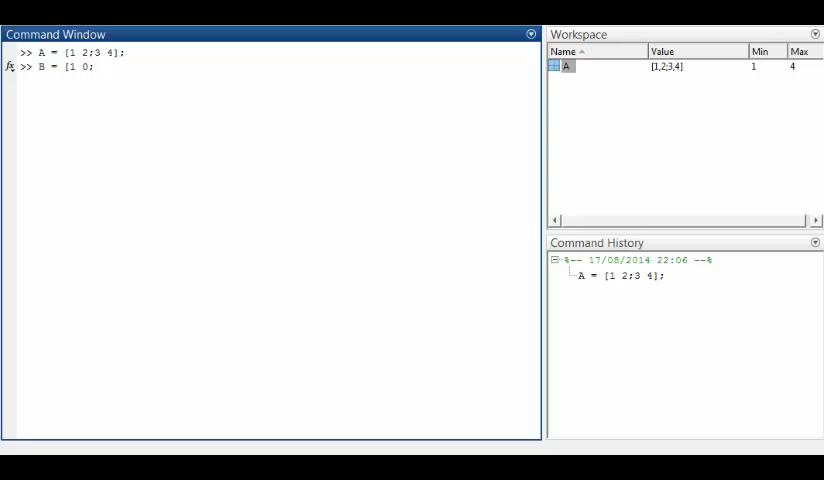 Command Window
>> A = [1 2;3 4];
fx >> B = [1 0;
Workspace
Name Value Min Max
A [1,2;3,4] 1 4
Command History
%-- 17/08/2014 22:06 --%
A = [1 2;3 4];